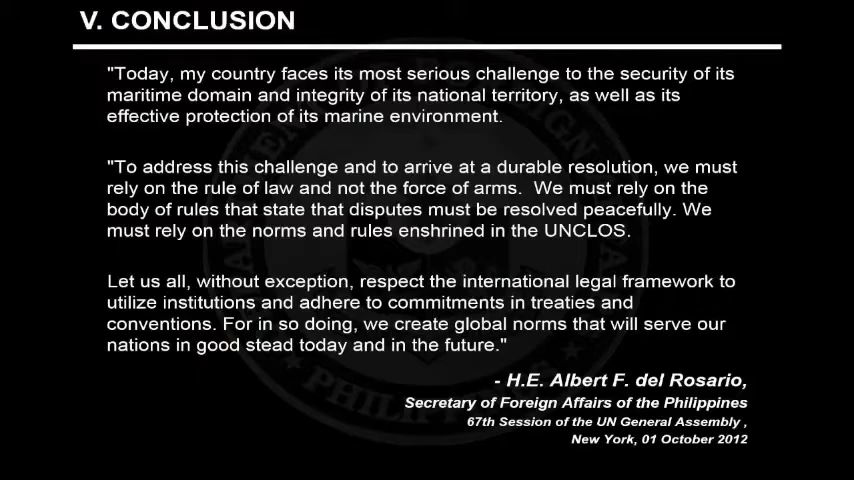 V. CONCLUSION
"Today, my country faces its most serious challenge to the security of its
maritime domain and integrity of its national territory, as well as its
effective protection of its marine environment.
"To address this challenge and to arrive at a durable resolution, we must
rely on the rule of law and not the force of arms.  We must rely on the
body of rules that state that disputes must be resolved peacefully. We
must rely on the norms and rules enshrined in the UNCLOS.
Let us all, without exception, respect the international legal framework to
utilize institutions and adhere to commitments in treaties and
conventions. For in so doing, we create global norms that will serve our
nations in good stead today and in the future."
- H.E. Albert F. del Rosario,
Secretary of Foreign Affairs of the Philippines
67th Session of the UN General Assembly ,
New York, 01 October 2012